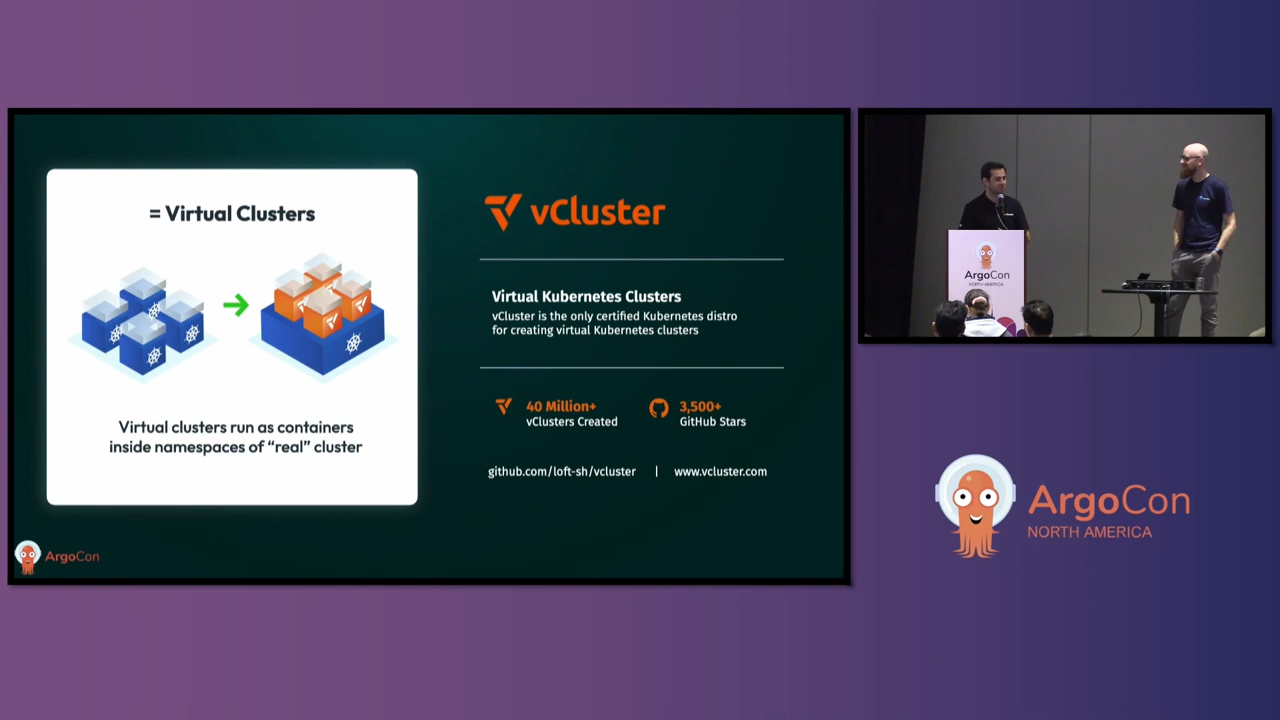 = Virtual Clusters
Virtual clusters run as containers
inside namespaces of “real” cluster
vCluster
Virtual Kubernetes Clusters
vCluster is the only certified Kubernetes distro
for creating virtual Kubernetes clusters
40 Million+
vClusters Created
3,500+
GitHub Stars
github.com/loft-sh/vcluster | www.vcluster.com
ArgoCon
ArgoCon
NORTH AMERICA
ArgoCon
NORTH AMERICA